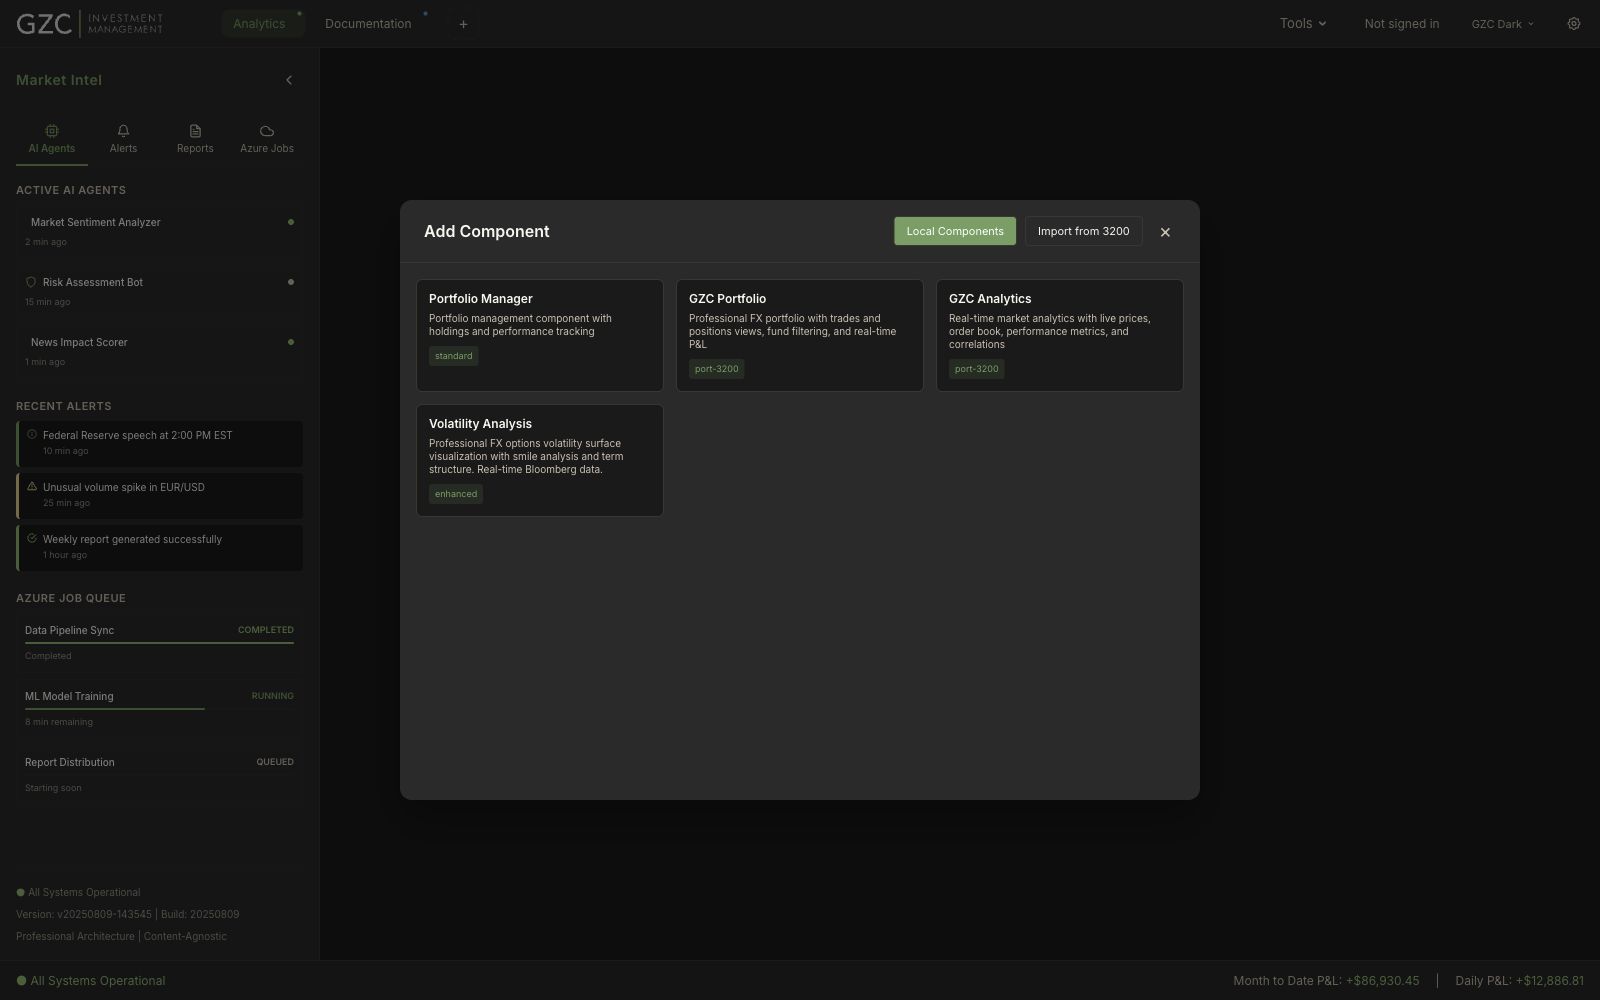 GZC INVESTMENT MANAGEMENT
Analytics
Documentation
+
Tools
Not signed in
GZC Dark
Market Intel
AI Agents
Alerts
Reports
Azure Jobs
ACTIVE AI AGENTS
Market Sentiment Analyzer
2 min ago
Risk Assessment Bot
15 min ago
News Impact Scorer
1 min ago
RECENT ALERTS
Federal Reserve speech at 2:00 PM EST
10 min ago
Unusual volume spike in EUR/USD
25 min ago
Weekly report generated successfully
1 hour ago
AZURE JOB QUEUE
Data Pipeline Sync COMPLETED
Completed
ML Model Training RUNNING
8 min remaining
Report Distribution QUEUED
Starting soon
All Systems Operational
Version: v20250809-143545 | Build: 20250809
Professional Architecture | Content-Agnostic
Add Component
Local Components
Import from 3200
×
Portfolio Manager
Portfolio management component with
holdings and performance tracking
standard
GZC Portfolio
Professional FX portfolio with trades and
positions views, fund filtering, and real-time
P&L
port-3200
GZC Analytics
Real-time market analytics with live prices,
order book, performance metrics, and
correlations
port-3200
Volatility Analysis
Professional FX options volatility surface
visualization with smile analysis and term
structure. Real-time Bloomberg data.
enhanced
All Systems Operational
Month to Date P&L: +$86,930.45 | Daily P&L: +$12,886.81